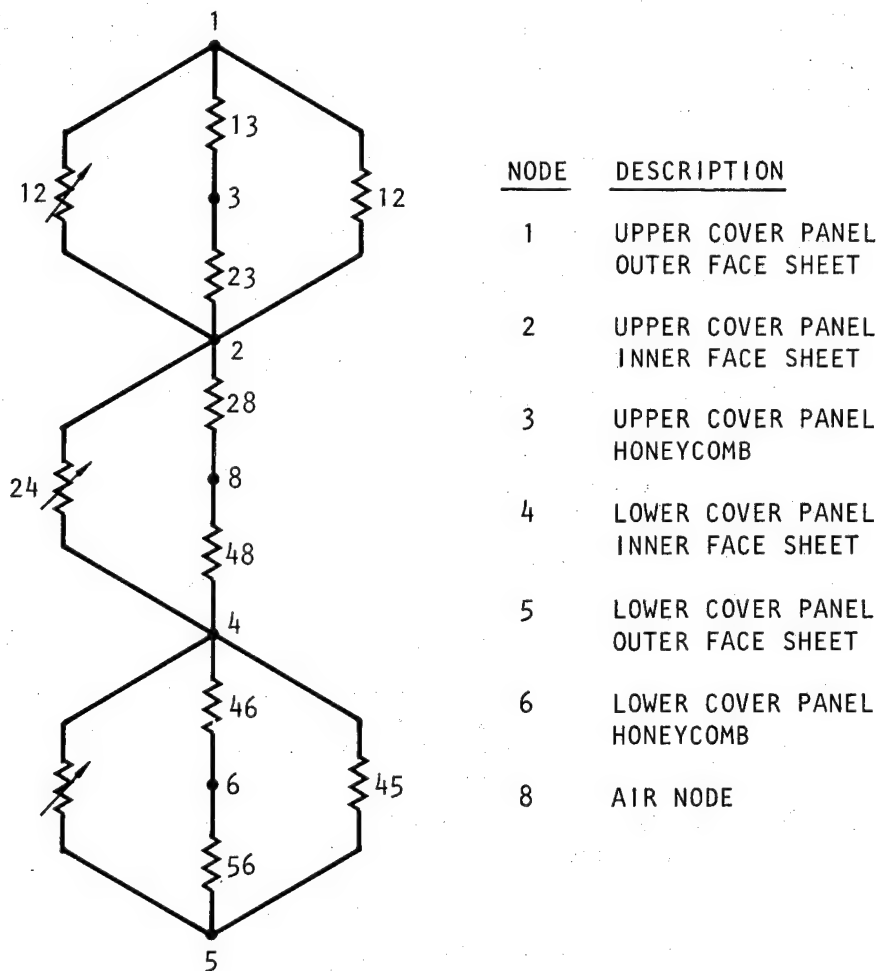 1
13
12
3
12
23
2
28
24
8
48
4
46
6
45
56
5
NODE DESCRIPTION
1 UPPER COVER PANEL
OUTER FACE SHEET
2 UPPER COVER PANEL
INNER FACE SHEET
3 UPPER COVER PANEL
HONEYCOMB
4 LOWER COVER PANEL
INNER FACE SHEET
5 LOWER COVER PANEL
OUTER FACE SHEET
6 LOWER COVER PANEL
HONEYCOMB
8 AIR NODE